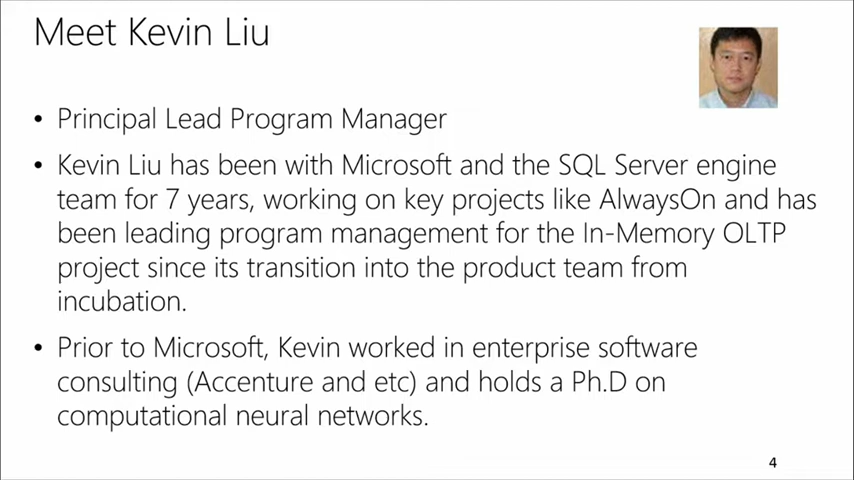 Meet Kevin Liu
• Principal Lead Program Manager
• Kevin Liu has been with Microsoft and the SQL Server engine
team for 7 years, working on key projects like AlwaysOn and has
been leading program management for the In-Memory OLTP
project since its transition into the product team from
incubation.
• Prior to Microsoft, Kevin worked in enterprise software
consulting (Accenture and etc) and holds a Ph.D on
computational neural networks.
4